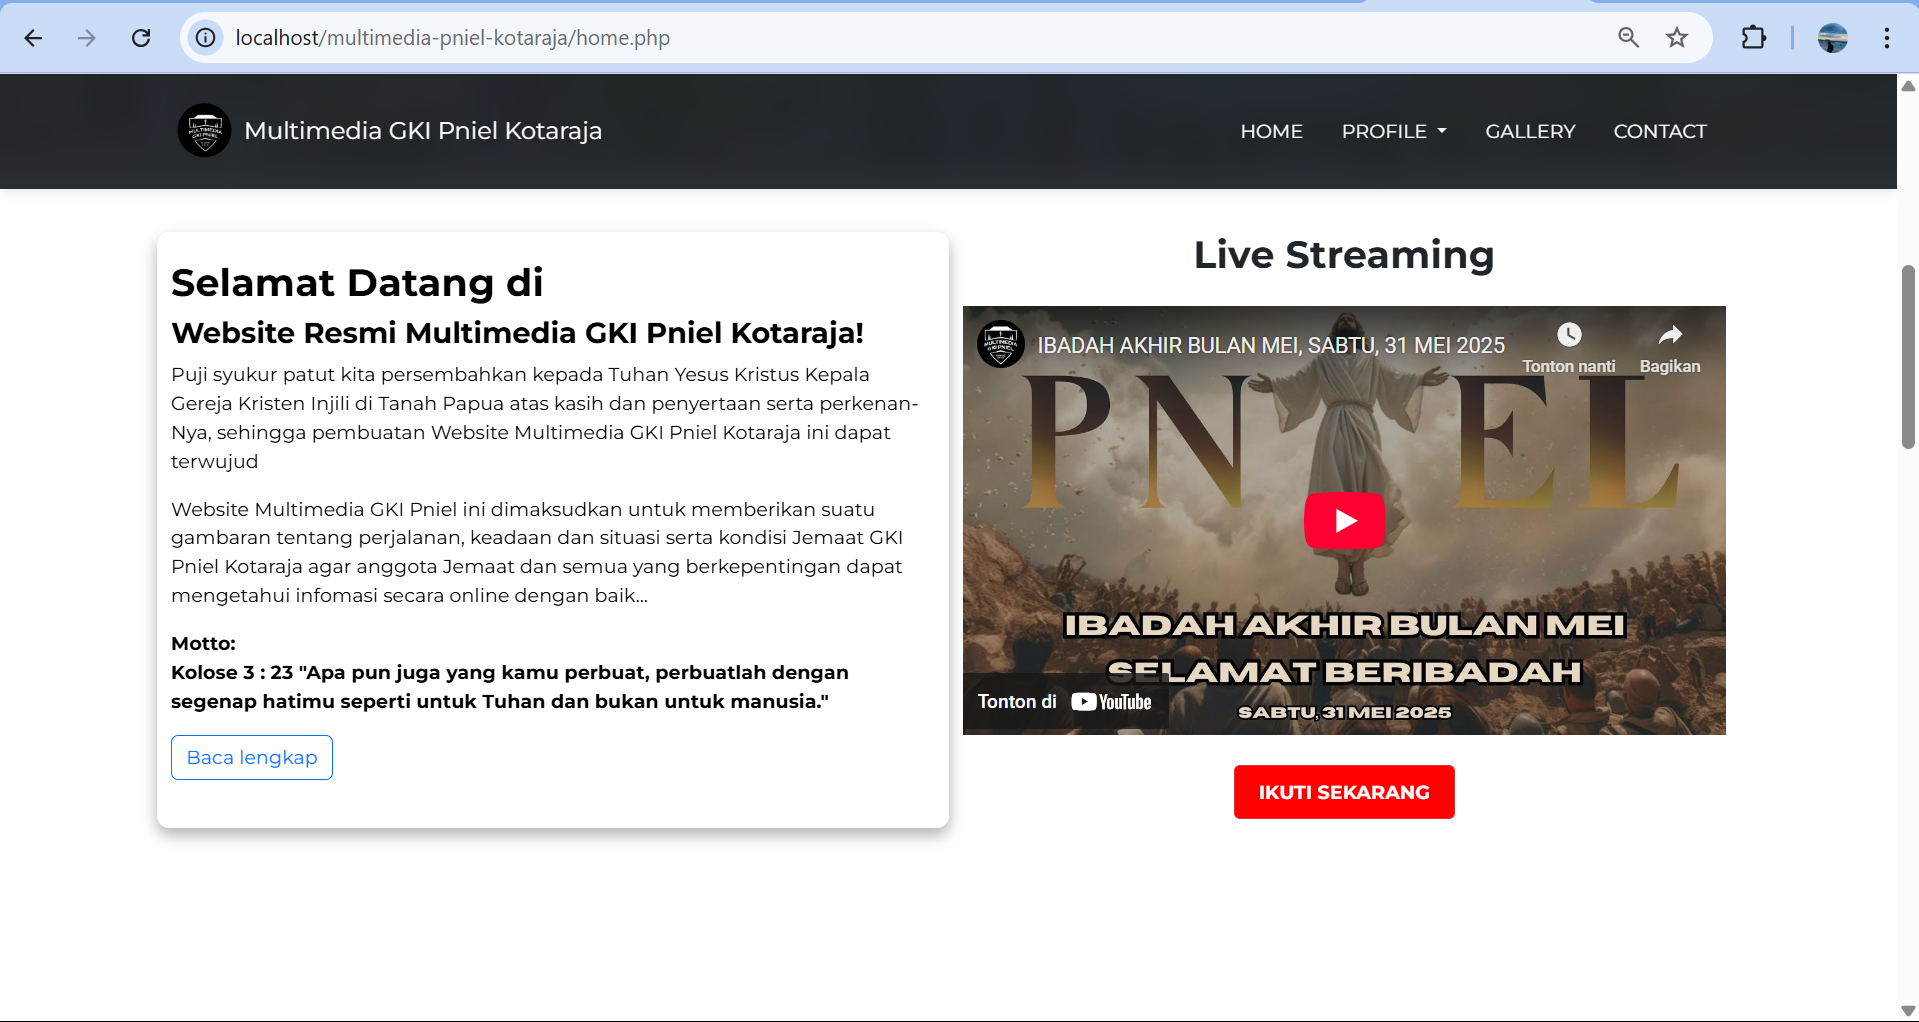 localhost/multimedia-pniel-kotaraja/home.php
MULTIMEDIA
GKI PNIEL
Multimedia GKI Pniel Kotaraja
HOME
PROFILE
GALLERY
CONTACT
Selamat Datang di
Website Resmi Multimedia GKI Pniel Kotaraja!
Puji syukur patut kita persembahkan kepada Tuhan Yesus Kristus Kepala
Gereja Kristen Injili di Tanah Papua atas kasih dan penyertaan serta perkenan-
Nya, sehingga pembuatan Website Multimedia GKI Pniel Kotaraja ini dapat
terwujud
Website Multimedia GKI Pniel ini dimaksudkan untuk memberikan suatu
gambaran tentang perjalanan, keadaan dan situasi serta kondisi Jemaat GKI
Pniel Kotaraja agar anggota Jemaat dan semua yang berkepentingan dapat
mengetahui infomasi secara online dengan baik...
Motto:
Kolose 3 : 23 "Apa pun juga yang kamu perbuat, perbuatlah dengan
segenap hatimu seperti untuk Tuhan dan bukan untuk manusia."
Baca lengkap
Live Streaming
MULTIMEDIA
GKI PNIEL
IBADAH AKHIR BULAN MEI, SABTU, 31 MEI 2025
Tonton nanti
Bagikan
PN EL
IBADAH AKHIR BULAN MEI
SELAMAT BERIBADAH
SABTU, 31 MEI 2025
Tonton di YouTube
IKUTI SEKARANG